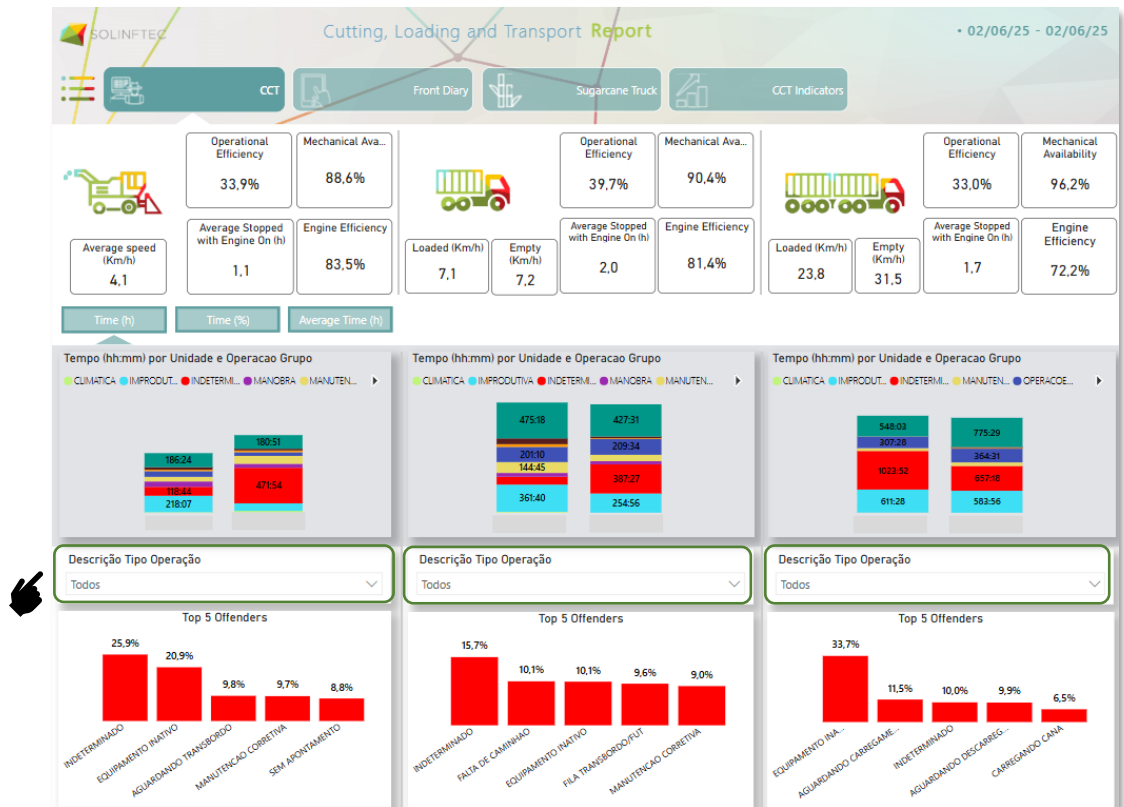 SOLINFTEC
Cutting, Loading and Transport Report
• 02/06/25 - 02/06/25
CCT
Front Diary
Sugarcane Truck
CCT Indicators
Operational
Efficiency
33,9%
Mechanical Ava...
88,6%
Average speed
(Km/h)
4,1
Average Stopped
with Engine On (h)
1,1
Engine Efficiency
83,5%
Operational
Efficiency
39,7%
Mechanical Ava...
90,4%
Loaded (Km/h)
7,1
Empty
(Km/h)
7,2
Average Stopped
with Engine On (h)
2,0
Engine Efficiency
81,4%
Operational
Efficiency
33,0%
Mechanical
Availability
96,2%
Loaded (Km/h)
23,8
Empty
(Km/h)
31,5
Average Stopped
with Engine On (h)
1,7
Engine
Efficiency
72,2%
Time (h)
Time (%)
Average Time (h)
Tempo (hh:mm) por Unidade e Operacao Grupo
CLIMATICA IMPRODUT... INDETERMI... MANOBRA MANUTEN...
186:24
118:44
218:07
180:51
471:54
Tempo (hh:mm) por Unidade e Operacao Grupo
CLIMATICA IMPRODUTIVA INDETERMI... MANOBRA MANUTEN...
475:18
201:10
144:45
361:40
427:31
209:34
387:27
254:56
Tempo (hh:mm) por Unidade e Operacao Grupo
CLIMATICA IMPRODUT... INDETERMI... MANUTEN... OPERACOE...
548:03
307:28
1023:52
611:28
775:29
364:31
657:18
583:56
Descrição Tipo Operação
Todos
Descrição Tipo Operação
Todos
Descrição Tipo Operação
Todos
Top 5 Offenders
25,9%
20,9%
9,8%
9,7%
8,8%
INDETERMINADO
EQUIPAMENTO INATIVO
AGUARDANDO TRANSBORDO
MANUTENCAO CORRETIVA
SEM APONTAMENTO
Top 5 Offenders
15,7%
10,1%
10,1%
9,6%
9,0%
INDETERMINADO
FALTA DE CAMINHAO
EQUIPAMENTO INATIVO
FILA TRANSBORDO/FUT
MANUTENCAO CORRETIVA
Top 5 Offenders
33,7%
11,5%
10,0%
9,9%
6,5%
EQUIPAMENTO INA...
AGUARDANDO CARREGAME...
INDETERMINADO
AGUARDANDO DESCARREG...
CARREGANDO CANA